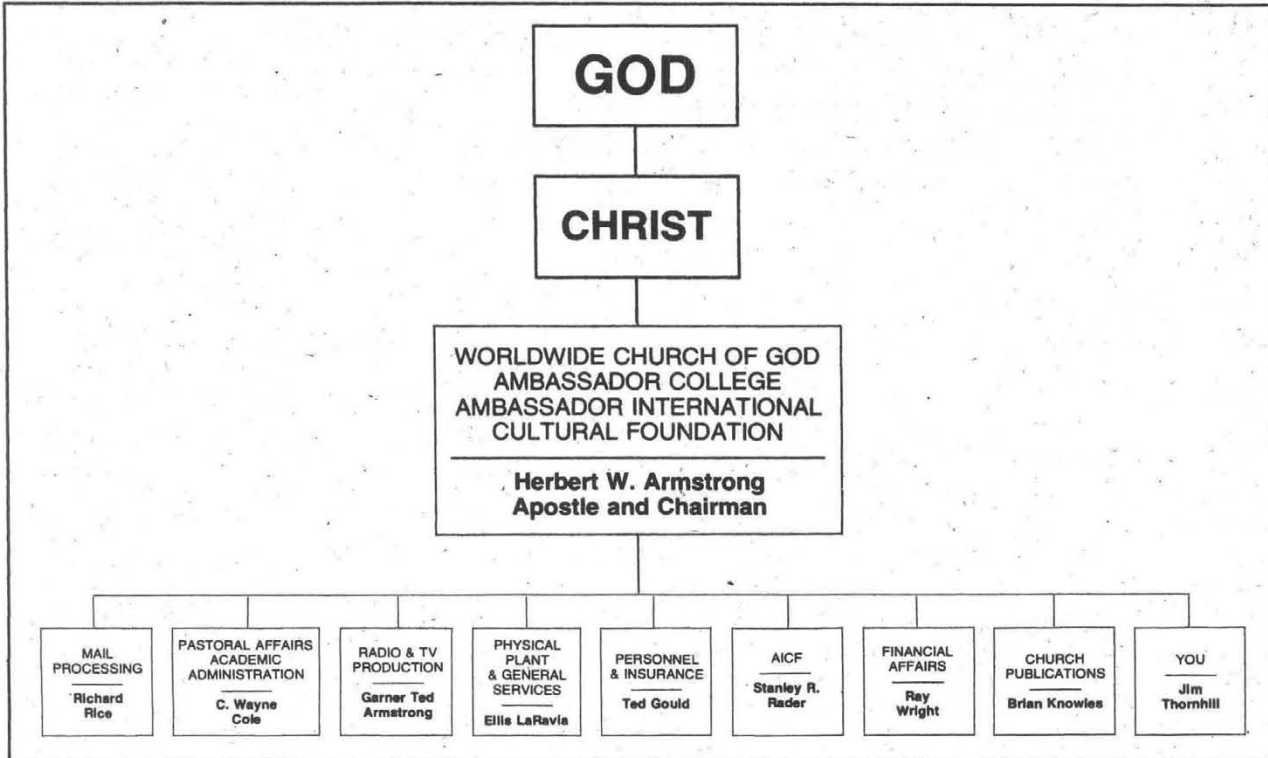 GOD
CHRIST
WORLDWIDE CHURCH OF GOD
AMBASSADOR COLLEGE
AMBASSADOR INTERNATIONAL
CULTURAL FOUNDATION
Herbert W. Armstrong
Apostle and Chairman
MAIL
PROCESSING
Richard
Rice
PASTORAL AFFAIRS
ACADEMIC
ADMINISTRATION
C. Wayne
Cole
RADIO & TV
PRODUCTION
Garner Ted
Armstrong
PHYSICAL
PLANT
& GENERAL
SERVICES
Ellis LaRavia
PERSONNEL
& INSURANCE
Ted Gould
AICF
Stanley R.
Rader
FINANCIAL
AFFAIRS
Ray
Wright
CHURCH
PUBLICATIONS
Brian Knowles
YOU
Jim
Thornhill